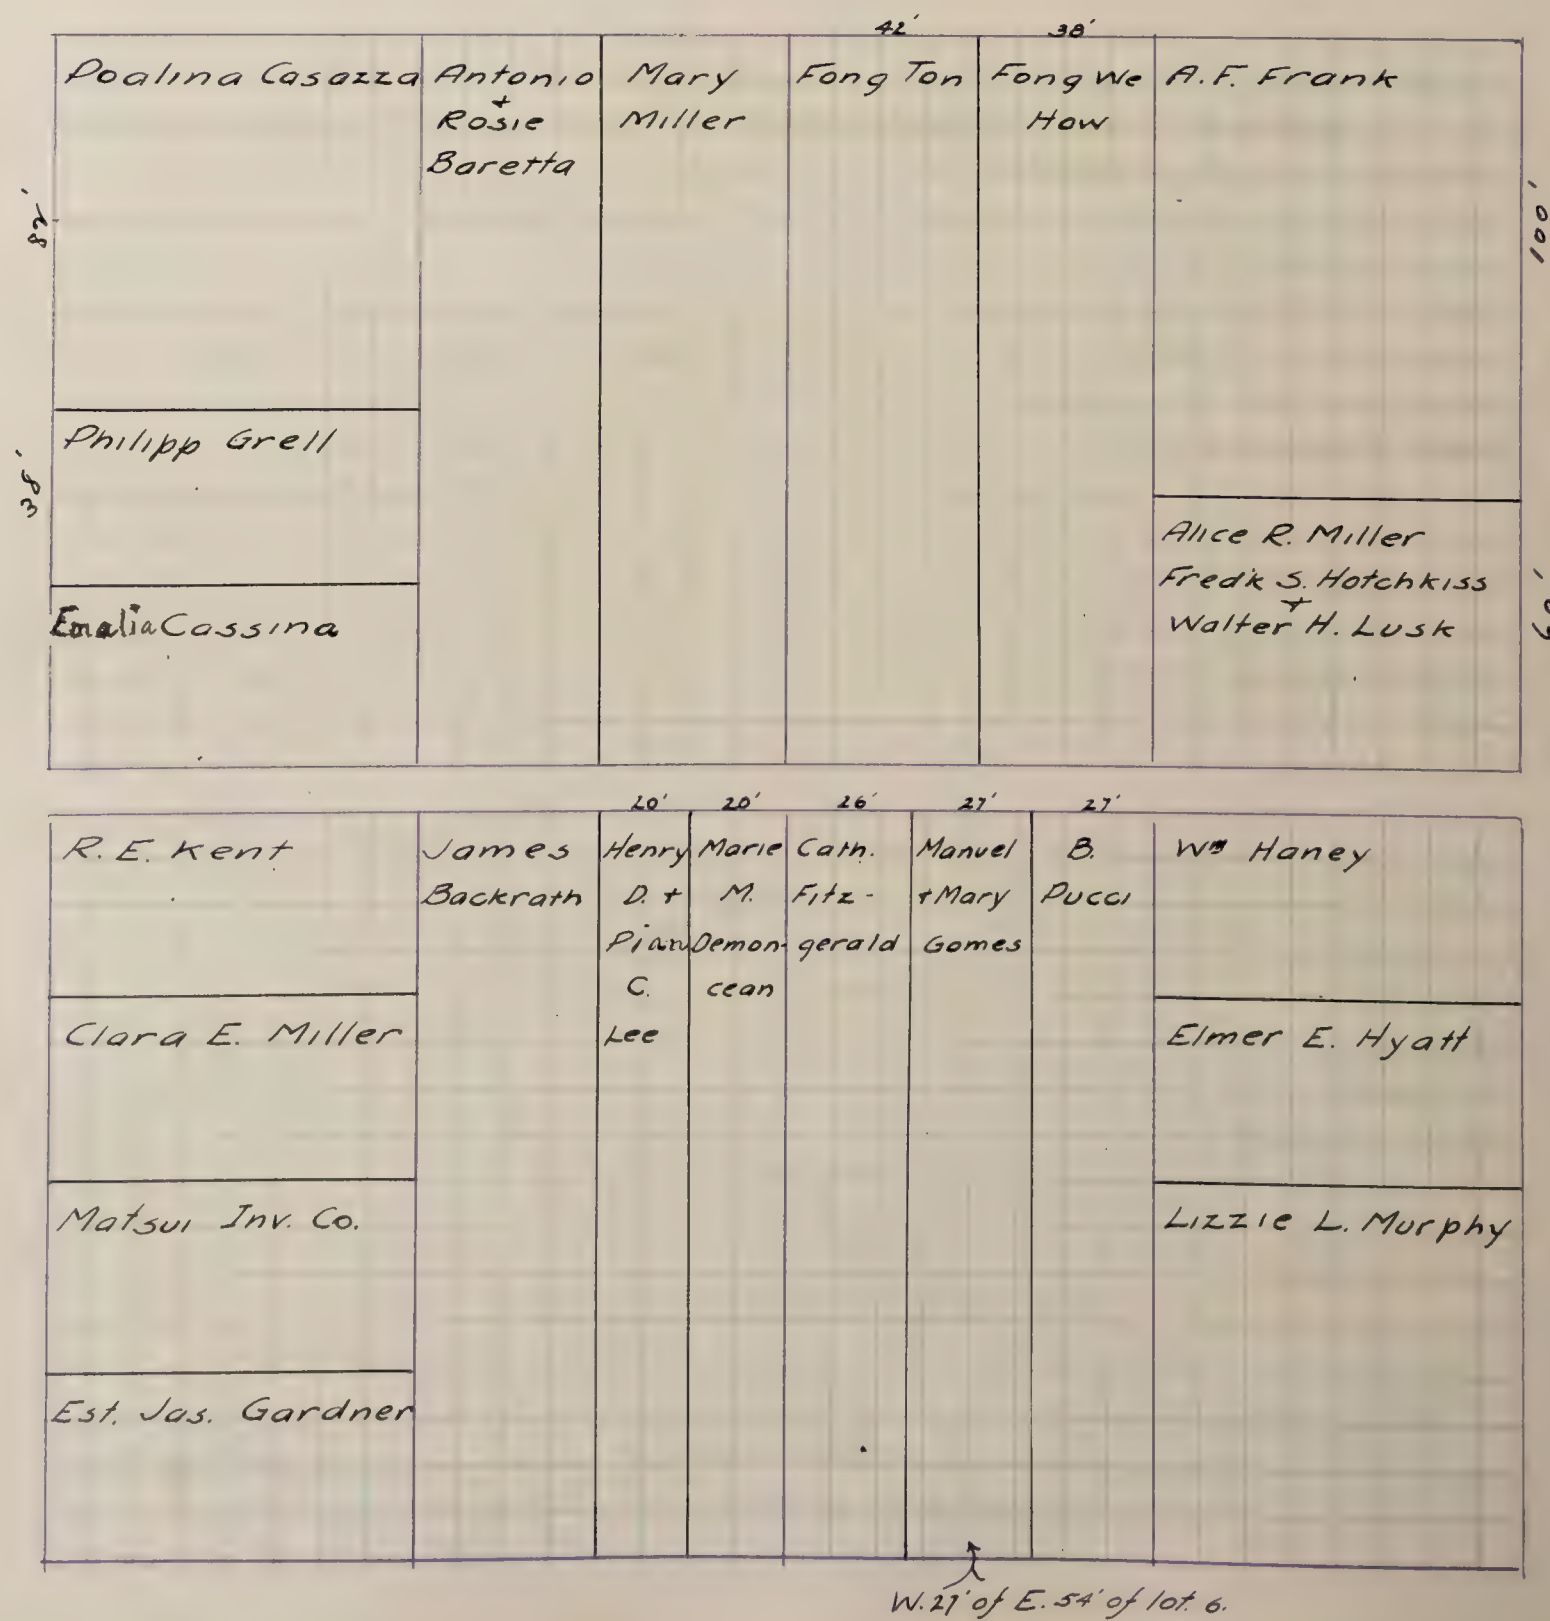 42' 38'
Poalina Casazza
Antonio
+
Rosie
Baretta
Mary
Miller
Fong Ton
Fong We
How
A.F. Frank
82'
100'
Philipp Grell
38'
Alice R. Miller
Fred'k S. Hotchkiss
+
Walter H. Lusk
60'
Emalia Cassina
20' 20' 26' 27' 27'
R.E. Kent
James
Backrath
Henry
D. +
Pian
C.
Lee
Marie
M.
Demon-
cean
Cath.
Fitz-
gerald
Manuel
+ Mary
Gomes
B.
Pucci
Wm Haney
Clara E. Miller
Elmer E. Hyatt
Matsui Inv. Co.
Lizzie L. Murphy
Est. Jas. Gardner
W. 27' of E. 54' of lot. 6.